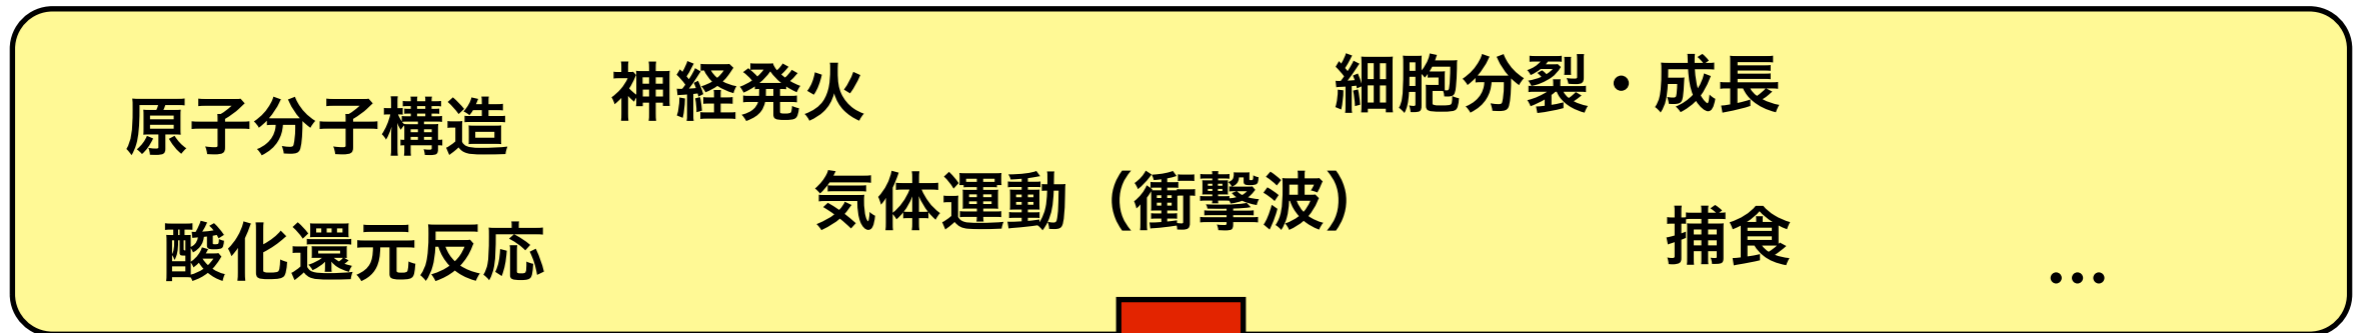 原子分子構造
神経発火
細胞分裂・成長
気体運動（衝撃波）
酸化還元反応
捕食
…